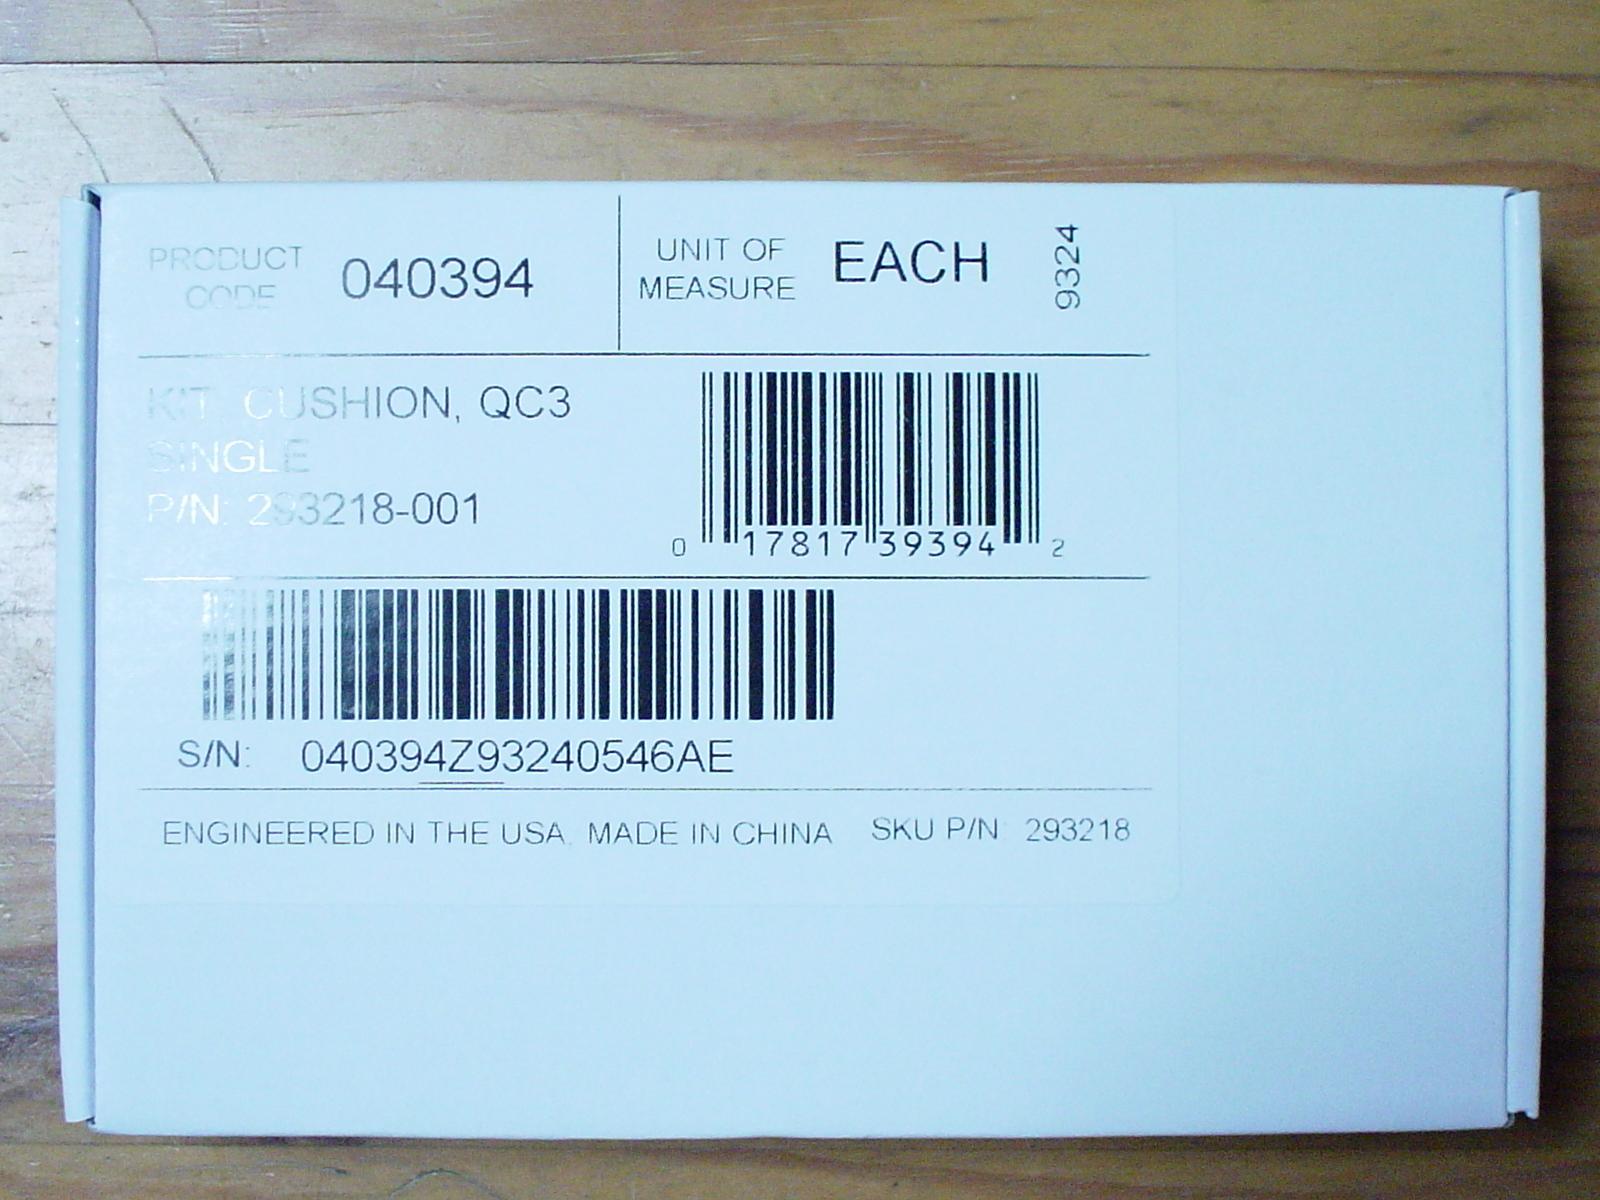 PRODUCT CODE 040394
UNIT OF MEASURE EACH
9324
KIT, CUSHION, QC3
SINGLE
P/N: 293218-001
0 17817 39394 2
S/N: 040394Z93240546AE
ENGINEERED IN THE USA. MADE IN CHINA SKU P/N: 293218